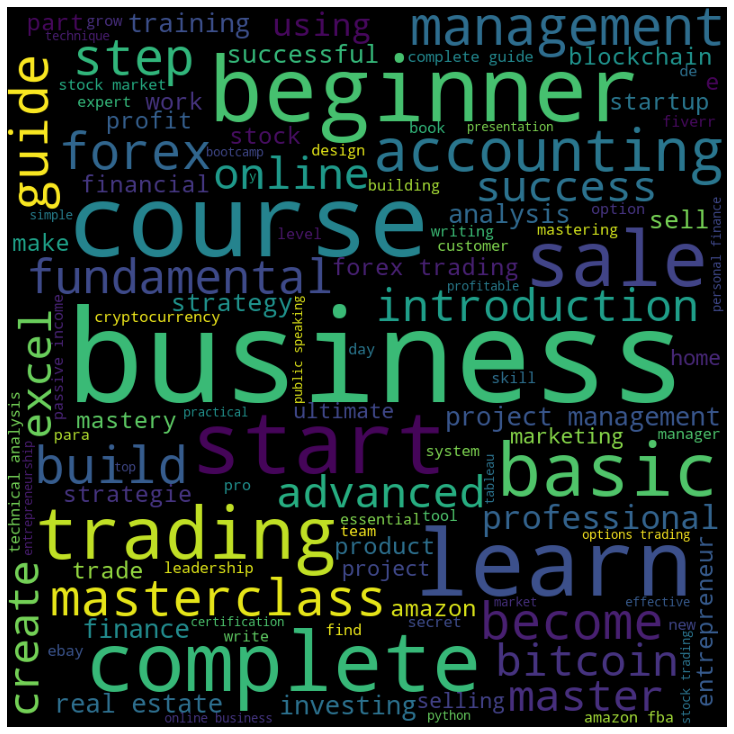 grow
part
training
using
management
technique
step
successful
complete guide
blockchain
de
e
guide
stock market
beginner
expert
work
startup
profit
stock
book
presentation
fiverr
forex
bootcamp
design
accounting
financial
online
y
building
success
simple
course
level
writing
analysis
option
sell
make
customer
mastering
personal finance
fundamental
forex trading
sale
strategy
profitable
introduction
passive income
cryptocurrency
public speaking
business
day
home
excel
skill
mastery
practical
ultimate
project management
para
start
marketing
manager
technical analysis
entrepreneurship
build
top
system
basic
strategie
pro
advanced
tableau
professional
trading
essential
tool
team
options trading
product
learn
trade
leadership
project
entrepreneur
create
masterclass
amazon
secret
market
effective
become
new
finance
certification
write
find
ebay
complete
bitcoin
stock trading
real estate
investing
selling
master
online business
python
amazon fba